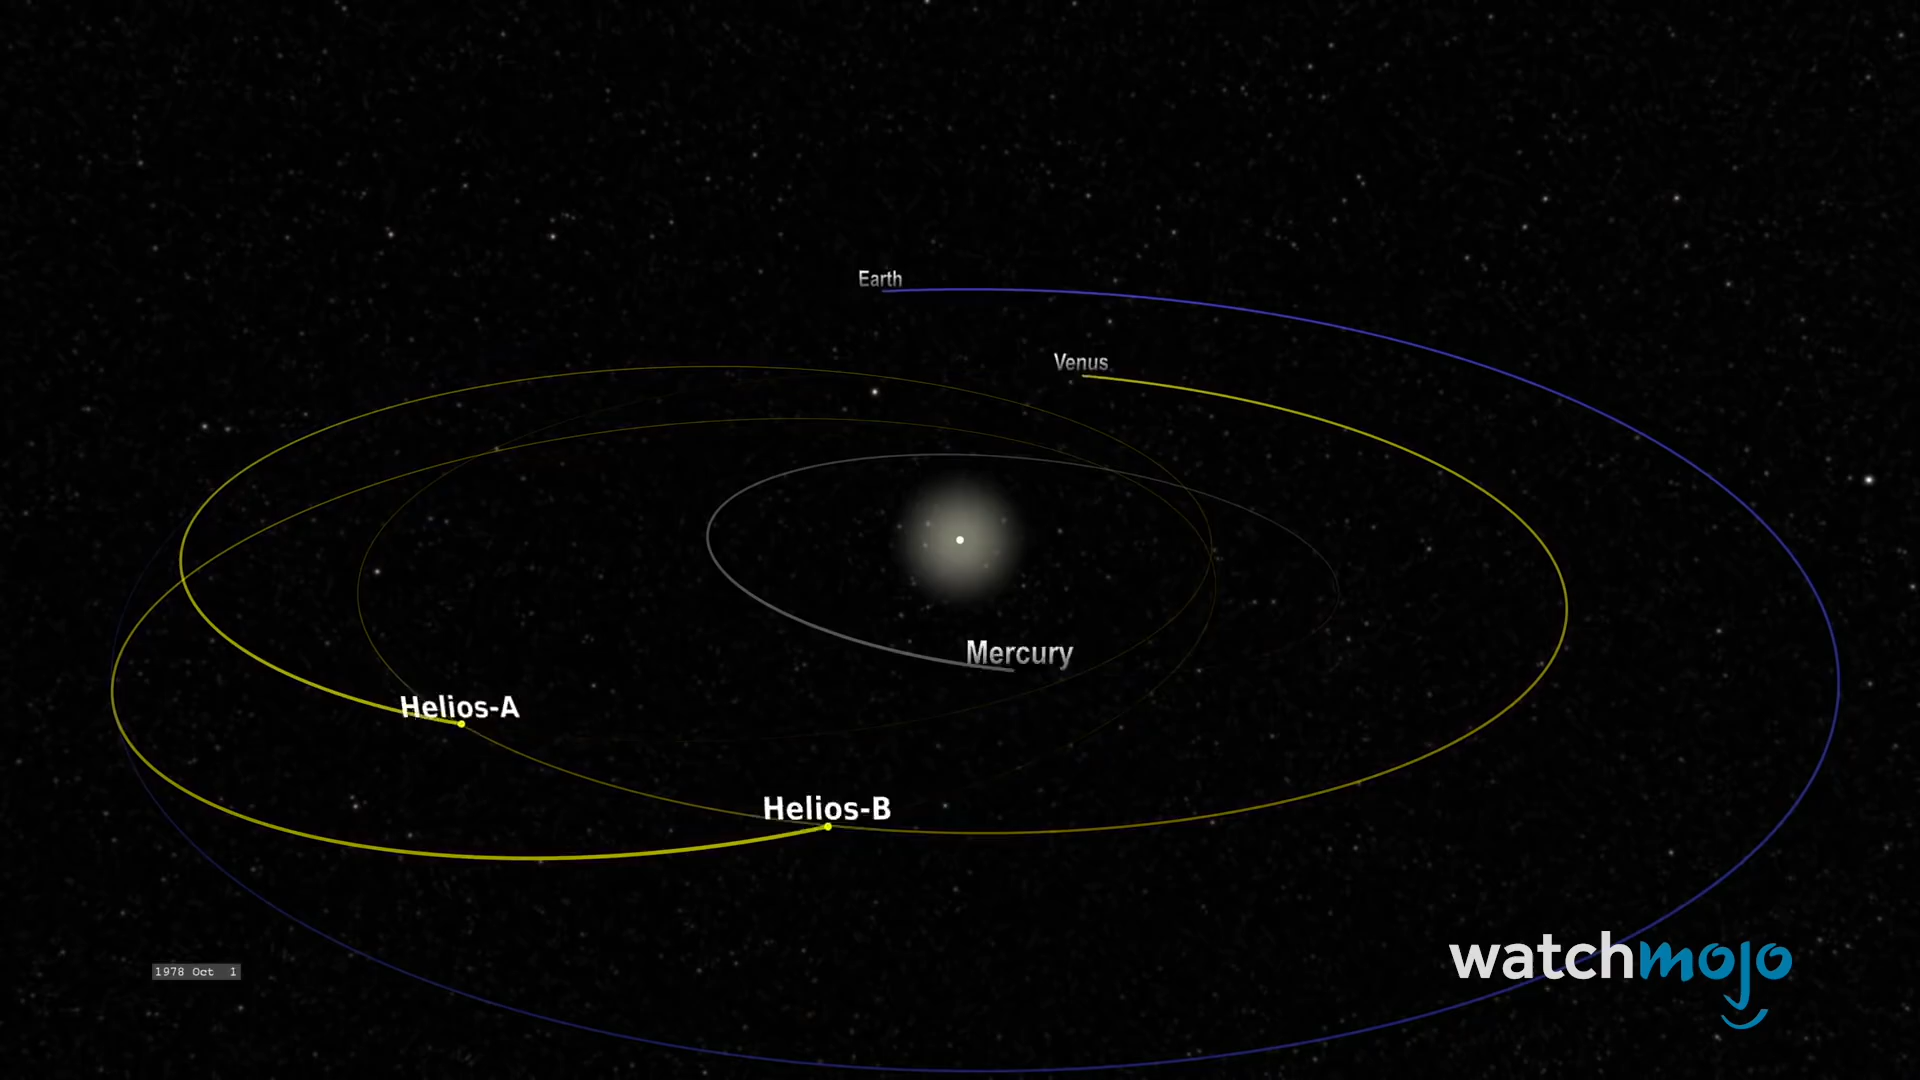 Earth
Venus
Mercury
Helios-A
Helios-B
watchmojo
1978 Oct 1